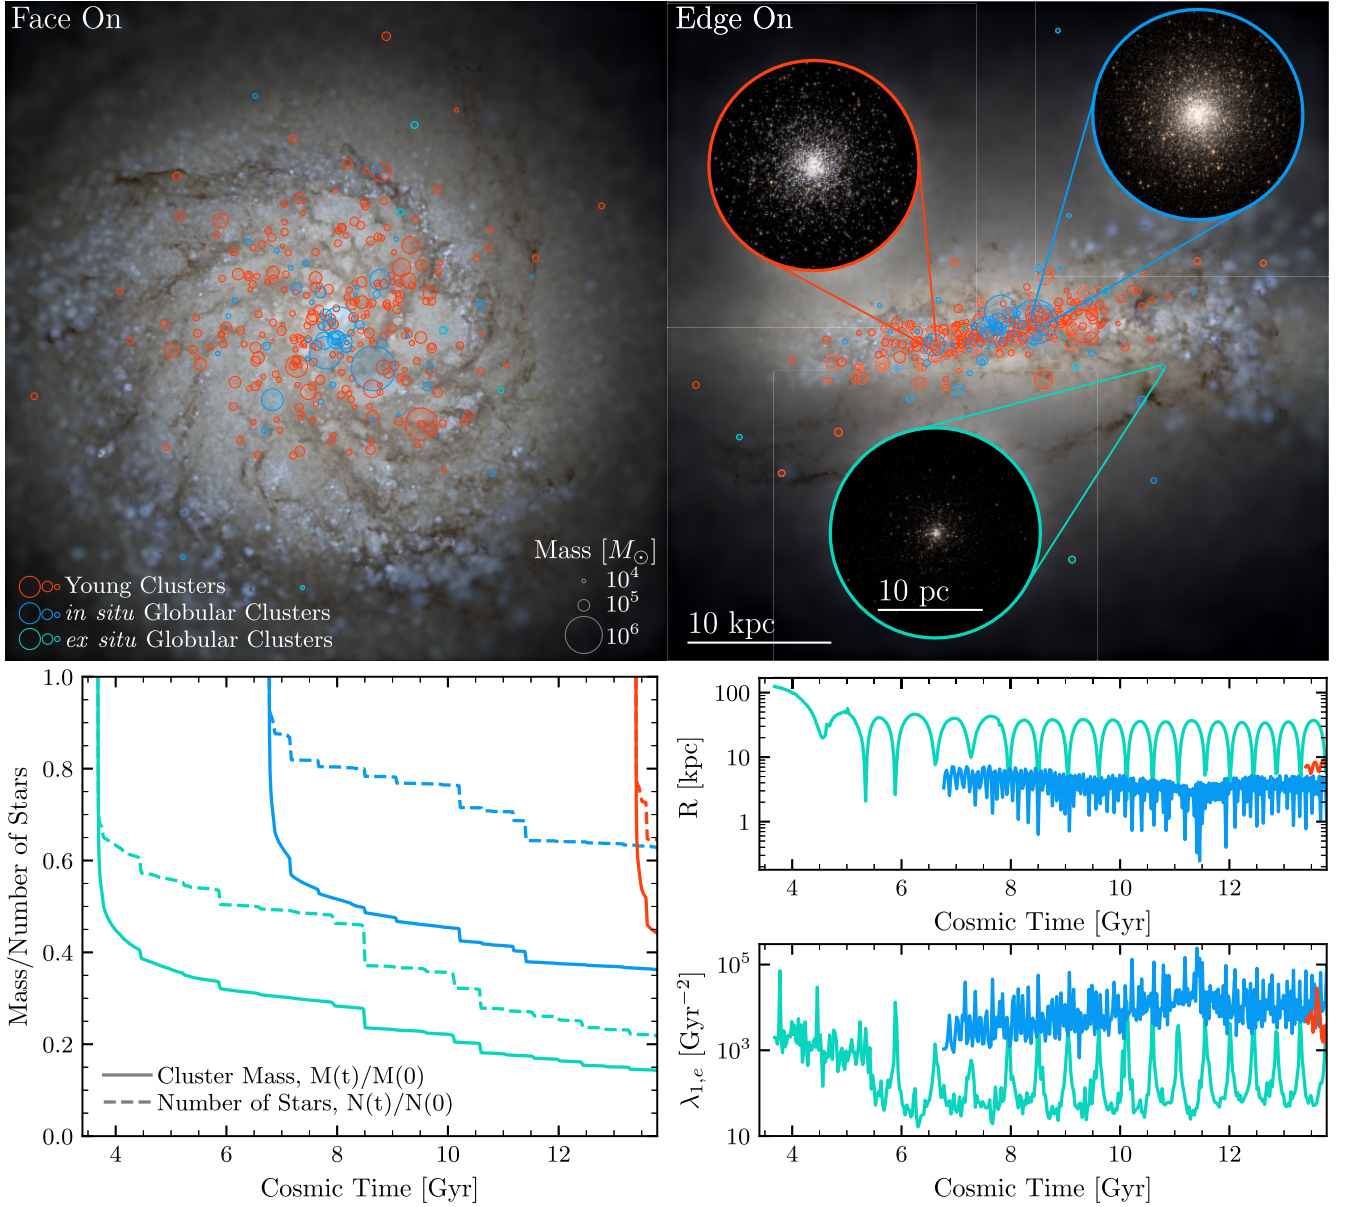 Face On
Edge On
Mass [M⊙]
10^4
10^5
10^6
Young Clusters
in situ Globular Clusters
ex situ Globular Clusters
10 pc
10 kpc
1.0
0.8
0.6
0.4
0.2
0.0
Mass/Number of Stars
Cluster Mass, M(t)/M(0)
Number of Stars, N(t)/N(0)
4 6 8 10 12
Cosmic Time [Gyr]
100
10
1
R [kpc]
4 6 8 10 12
Cosmic Time [Gyr]
10^5
10^3
10
λ_{1,e} [Gyr^{-2}]
4 6 8 10 12
Cosmic Time [Gyr]